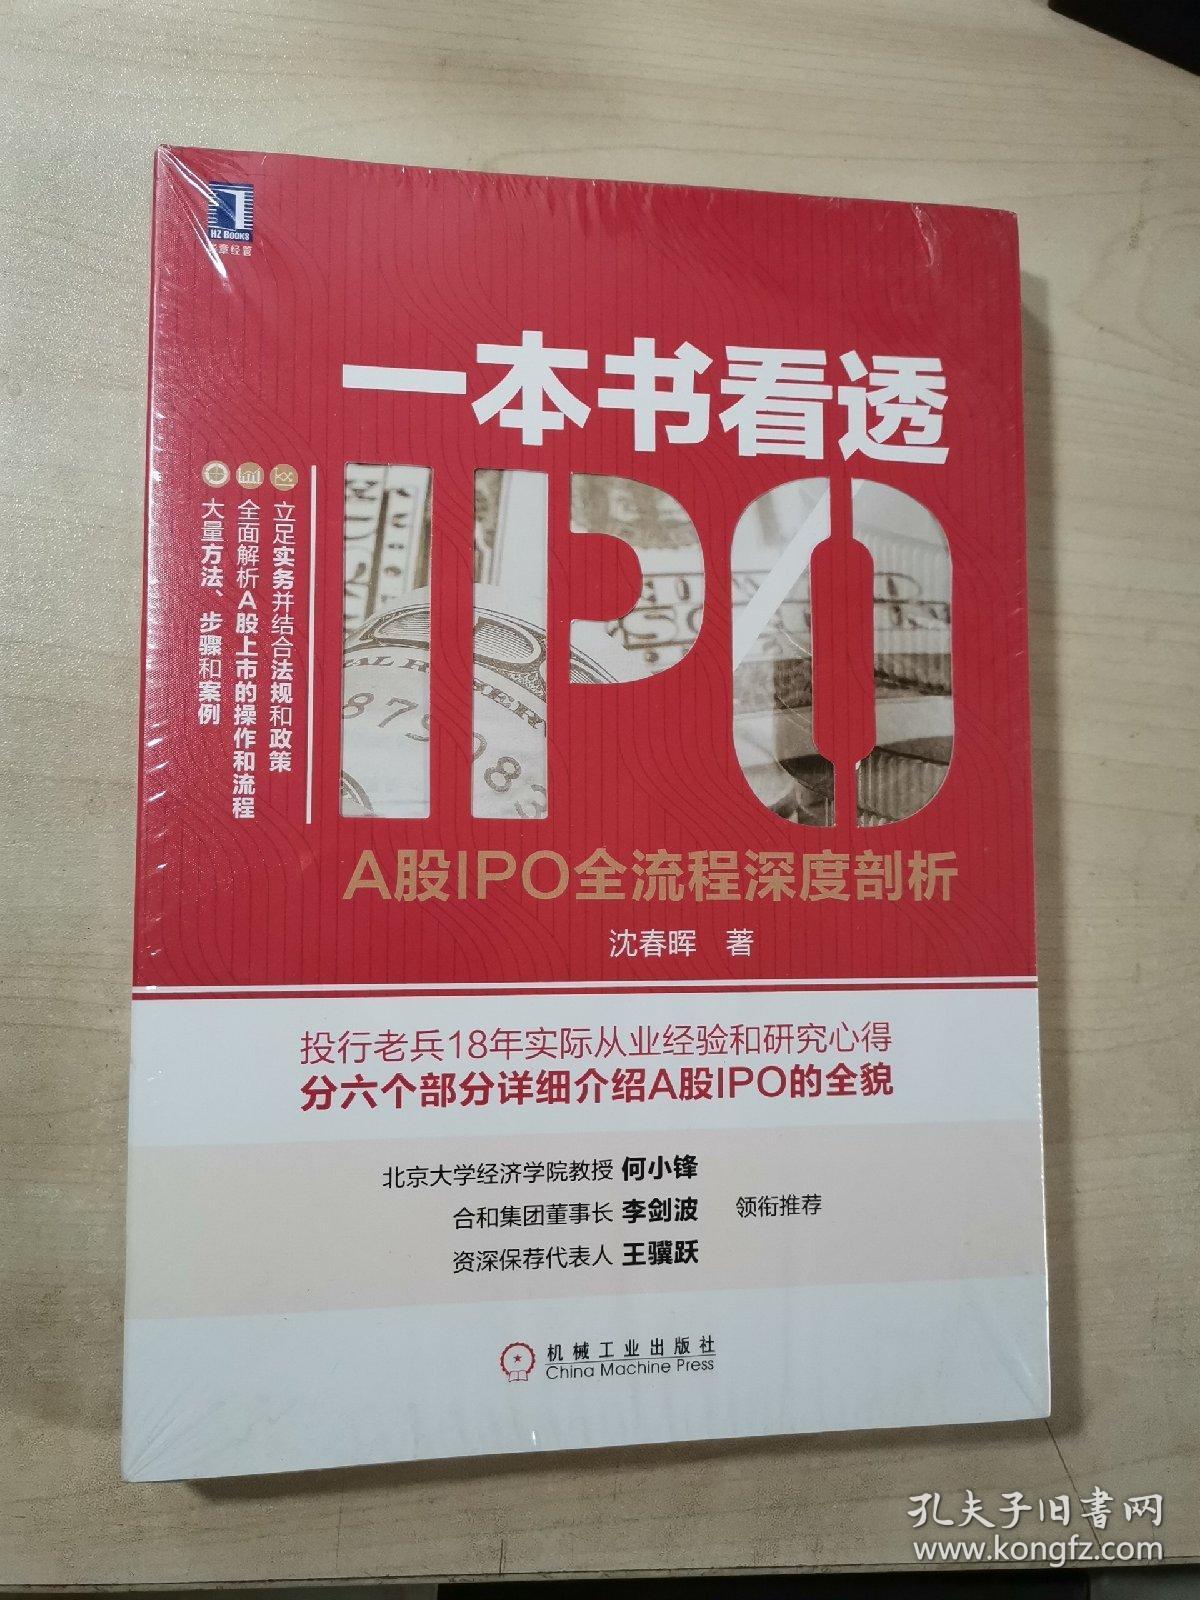 HZ BOOKS
华章经管
一本书看透
IPO
立足实务并结合法规和政策
全面解析A股上市的操作和流程
大量方法、步骤和案例
A股IPO全流程深度剖析
沈春晖 著
投行老兵18年实际从业经验和研究心得
分六个部分详细介绍A股IPO的全貌
北京大学经济学院教授 何小锋
合和集团董事长 李剑波 领衔推荐
资深保荐代表人 王骥跃
机械工业出版社
China Machine Press
孔夫子旧书网
www.kongfz.com